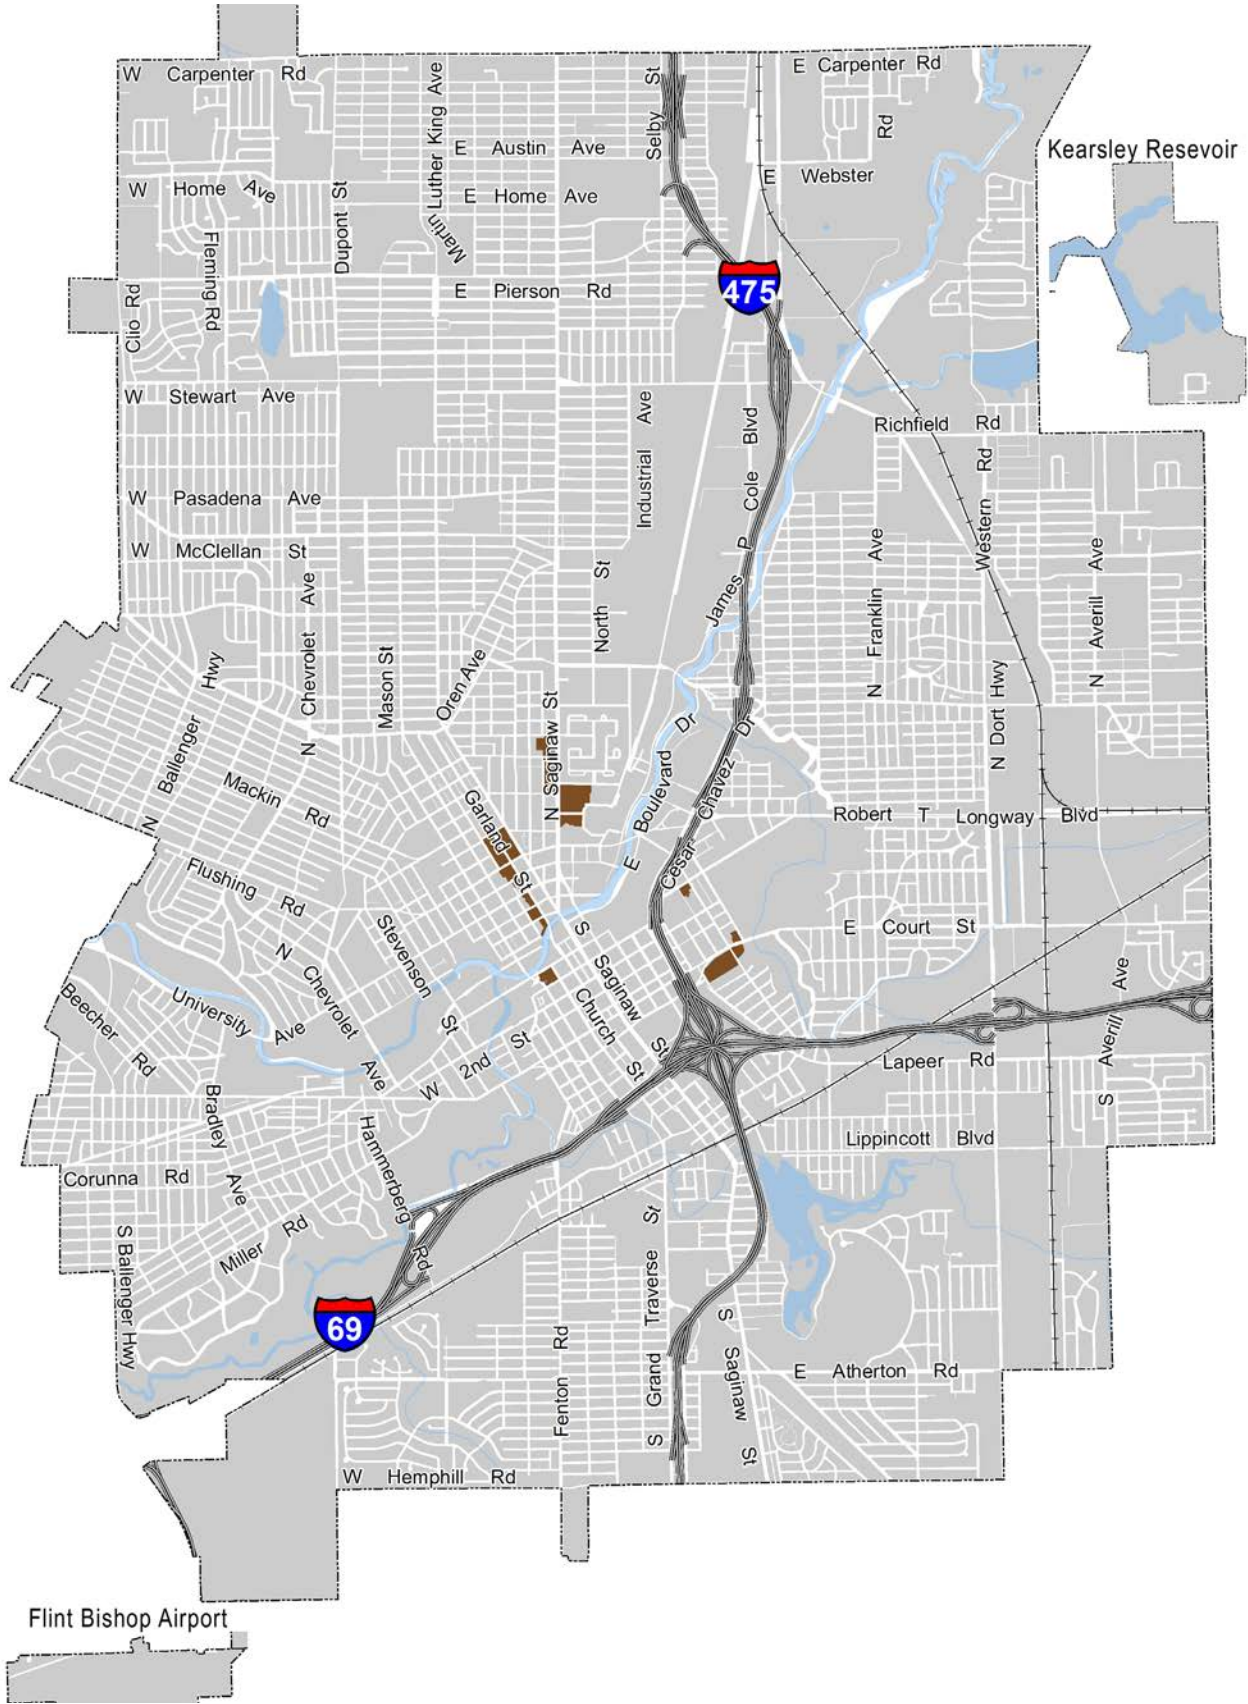 W Carpenter Rd
E Carpenter Rd
Selby St
Martin Luther King Ave
E Austin Ave
Rd
Kearsley Resevoir
E Webster
W Home Ave
E Home Ave
Dupont St
Fleming Rd
Clio Rd
E Pierson Rd
475
W Stewart Ave
Industrial Ave
James P Cole Blvd
Richfield Rd
W Pasadena Ave
Western Rd
W McClellan St
N Chevrolet Ave
North St
N Franklin Ave
N Averill Ave
Mason St
Oren Ave
N Ballenger Hwy
N Saginaw St
N Dort Hwy
E Boulevard Dr
Cesar Chavez Dr
Mackin Rd
Garland St
Robert T Longway Blvd
Flushing Rd
N Chevrolet Ave
Stevenson St
S Saginaw St
E Court St
Church St
Beecher Rd
University Ave
W 2nd St
S Averill Ave
Lapeer Rd
Bradley Ave
Hammerberg Rd
Lippincott Blvd
Corunna Rd
S Ballenger Hwy
Miller Rd
S Grand Traverse St
69
Fenton Rd
S Saginaw St
E Atherton Rd
W Hemphill Rd
Flint Bishop Airport